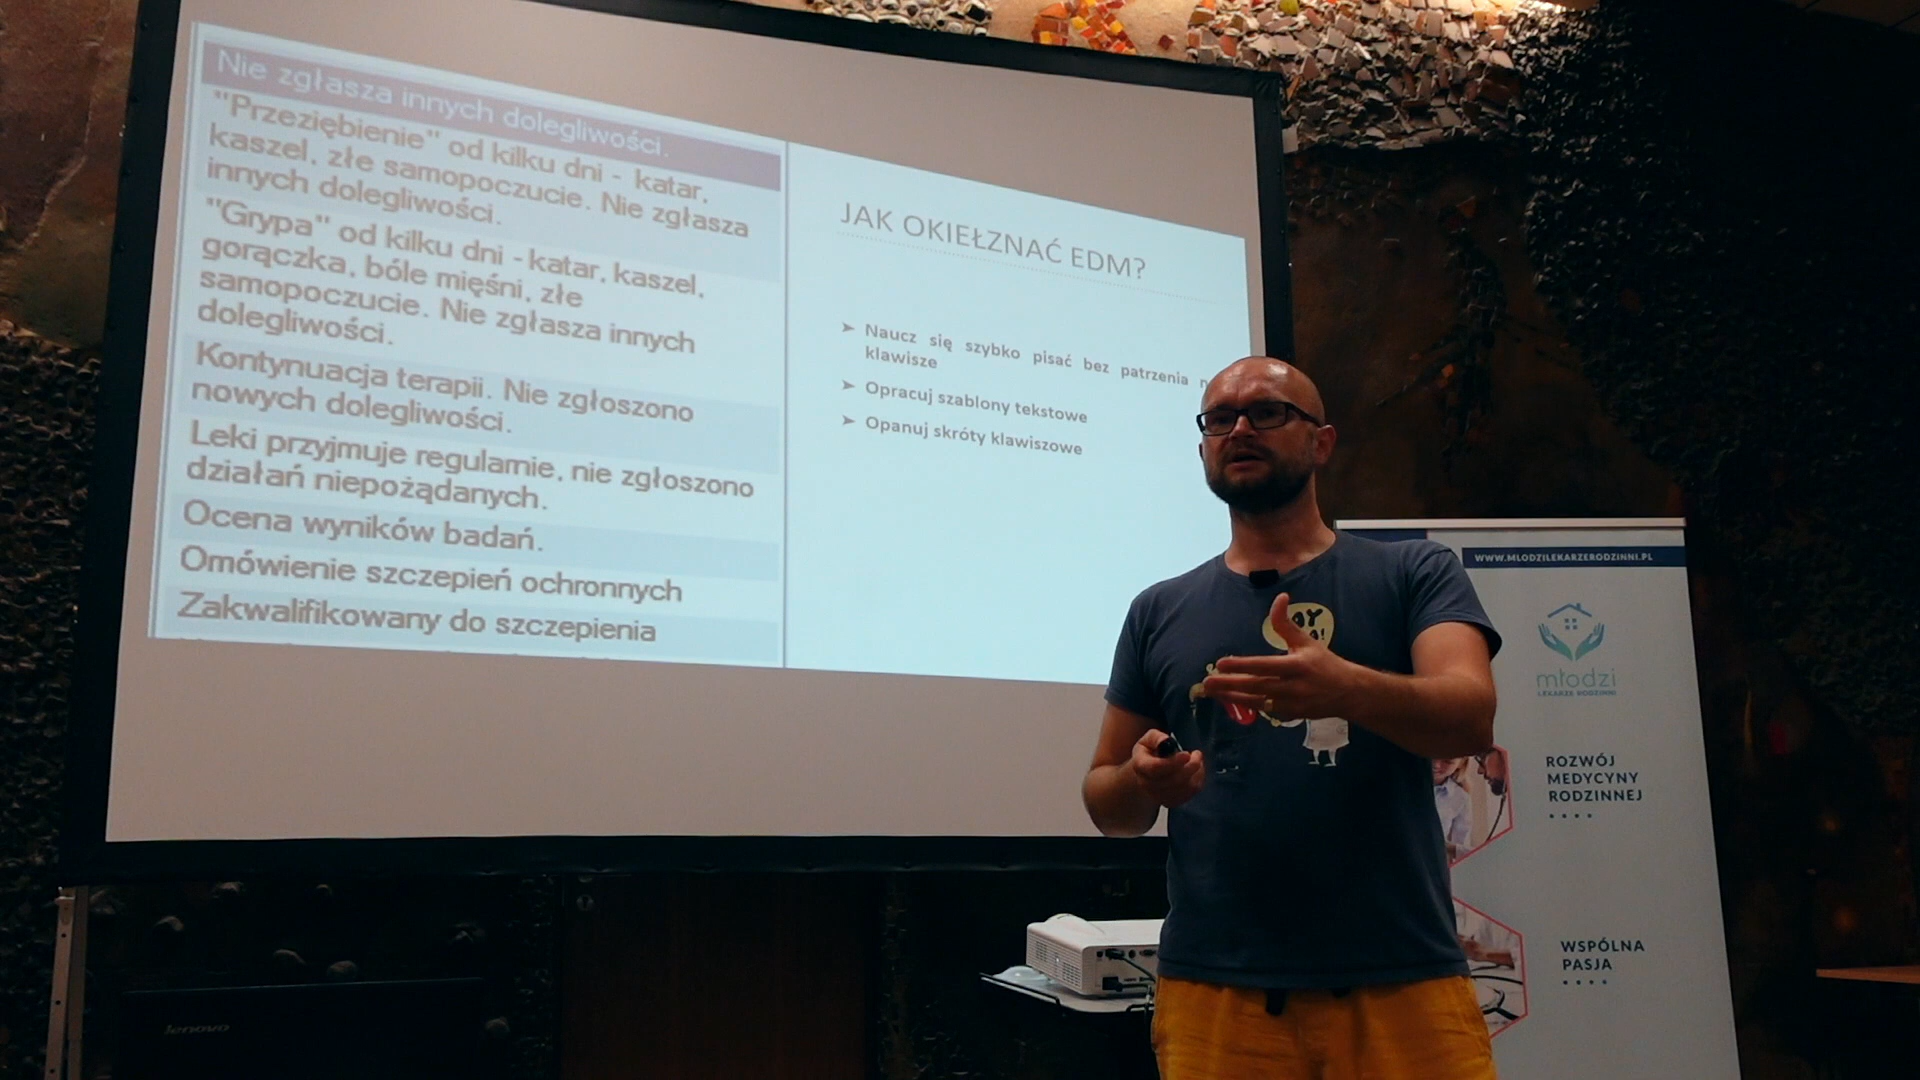 Nie zgłasza innych dolegliwości.
"Przeziębienie" od kilku dni - katar,
kaszel, złe samopoczucie. Nie zgłasza
innych dolegliwości.
"Grypa" od kilku dni - katar, kaszel,
gorączka, bóle mięśni, złe
samopoczucie. Nie zgłasza innych
dolegliwości.
Kontynuacja terapii. Nie zgłoszono
nowych dolegliwości.
Leki przyjmuje regularnie, nie zgłoszono
działań niepożądanych.
Ocena wyników badań.
Omówienie szczepień ochronnych
Zakwalifikowany do szczepienia
JAK OKIEŁZNAĆ EDM?
➤ Naucz się szybko pisać bez patrzenia
klawisze
➤ Opracuj szablony tekstowe
➤ Opanuj skróty klawiszowe
WWW.MLODZILEKARZERODZINNI.PL
młodzi
LEKARZE RODZINNI
ROZWÓJ
MEDYCYNY
RODZINNEJ
WSPÓLNA
PASJA
lenovo